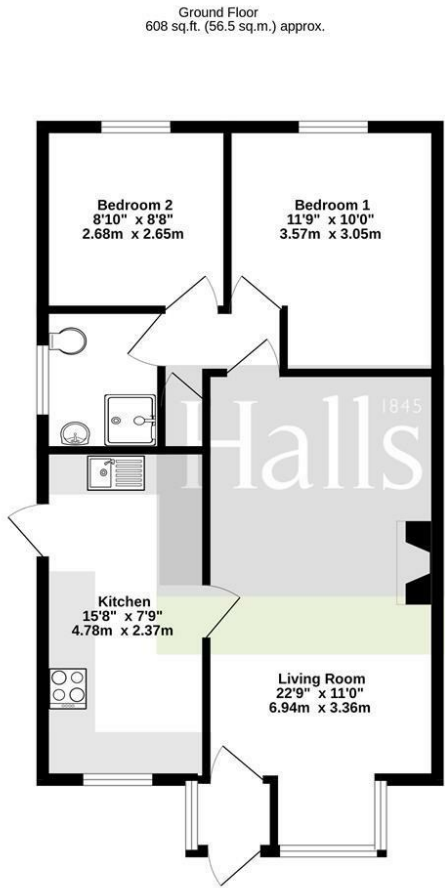 Ground Floor
608 sq.ft. (56.5 sq.m.) approx.
Bedroom 2
8'10" x 8'8"
2.68m x 2.65m
Bedroom 1
11'9" x 10'0"
3.57m x 3.05m
1845
Halls
Kitchen
15'8" x 7'9"
4.78m x 2.37m
Living Room
22'9" x 11'0"
6.94m x 3.36m